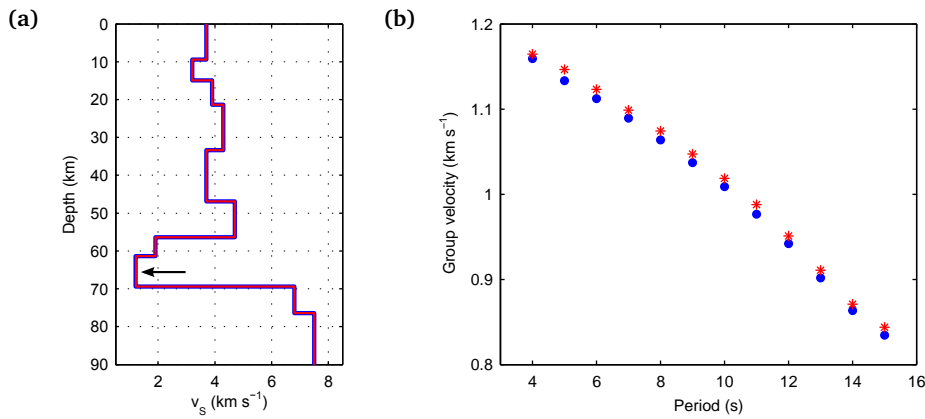 (a)
0
10
20
30
40
50
60
70
80
90
Depth (km)
2 4 6 8
v_S (km s⁻¹)
(b)
1.2
1.1
1
0.9
0.8
Group velocity (km s⁻¹)
4 6 8 10 12 14 16
Period (s)